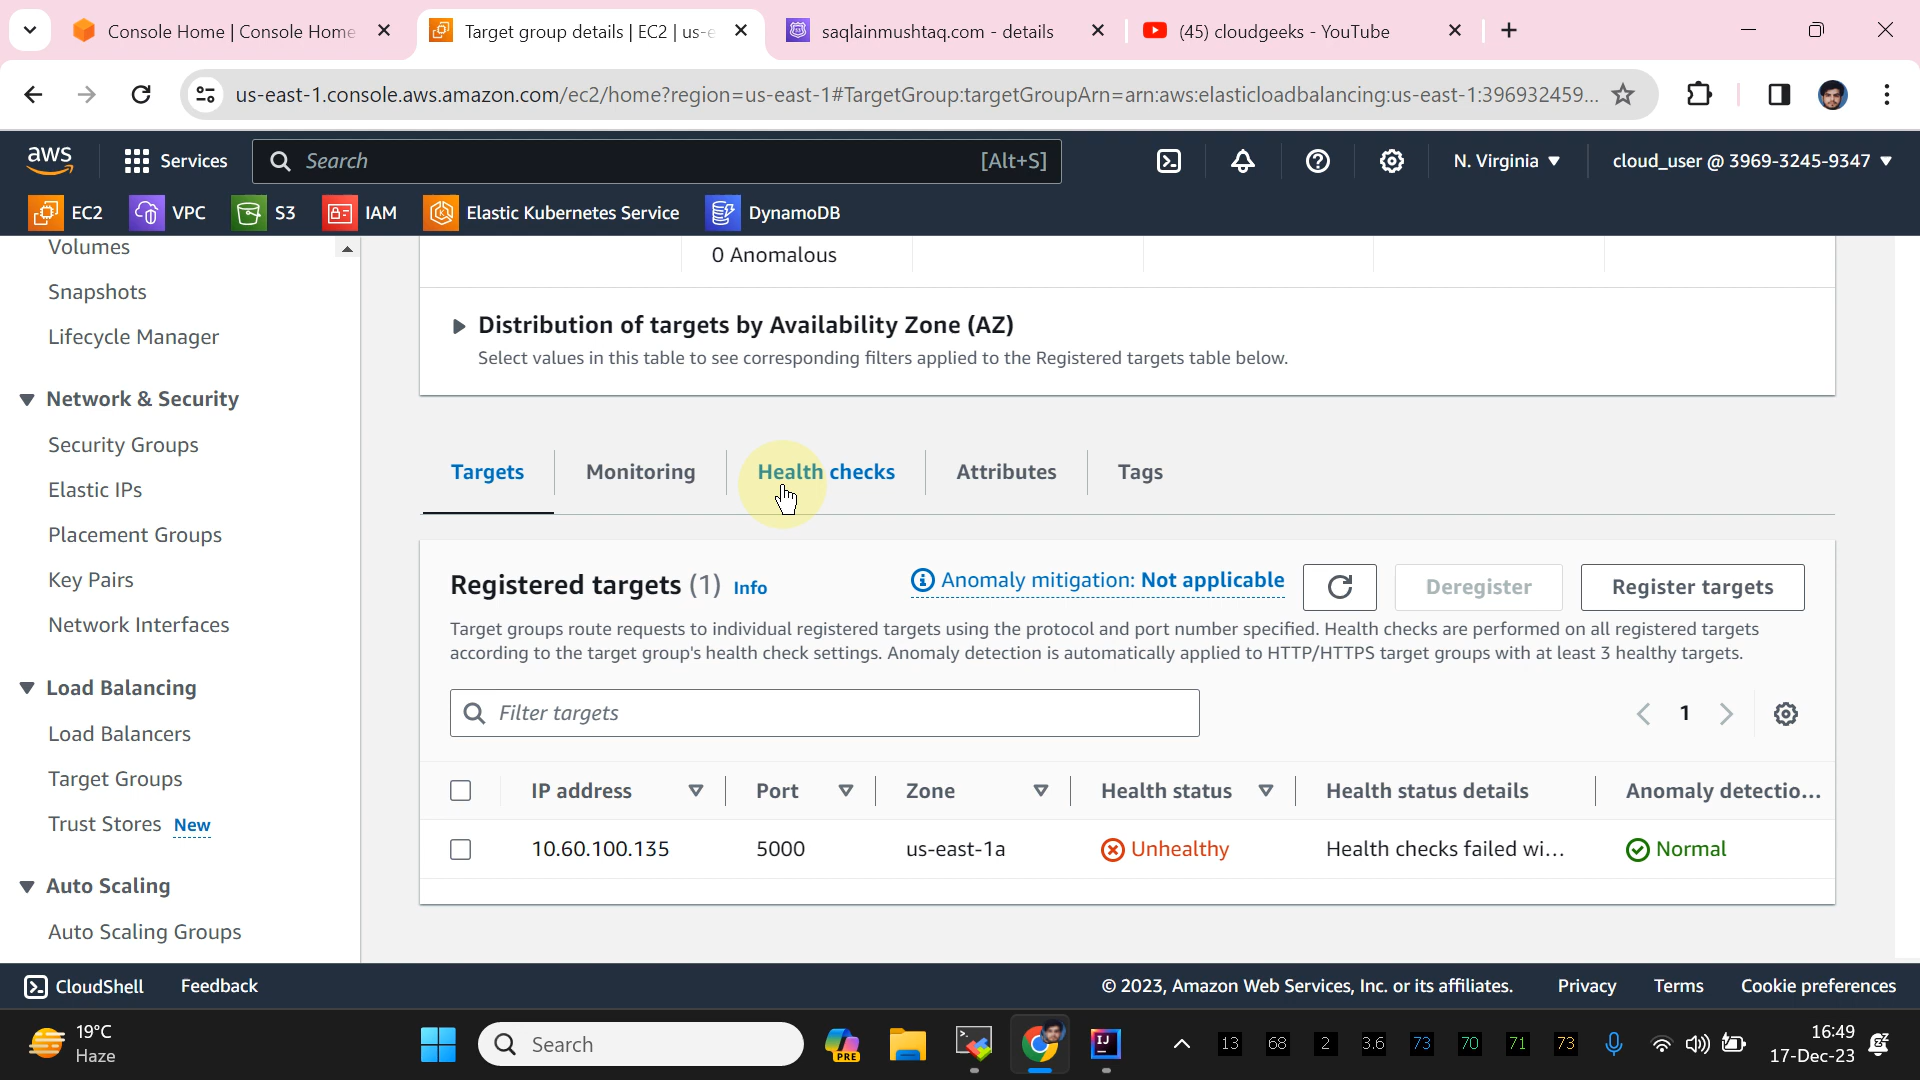 Console Home | Console Home
Target group details | EC2 | us-e
saqlainmushtaq.com - details
(45) cloudgeeks - YouTube
us-east-1.console.aws.amazon.com/ec2/home?region=us-east-1#TargetGroup:targetGroupArn=arn:aws:elasticloadbalancing:us-east-1:396932459...
aws
Services
Search
[Alt+S]
N. Virginia
cloud_user @ 3969-3245-9347
EC2
VPC
S3
IAM
Elastic Kubernetes Service
DynamoDB
Volumes
Snapshots
Lifecycle Manager
Network & Security
Security Groups
Elastic IPs
Placement Groups
Key Pairs
Network Interfaces
Load Balancing
Load Balancers
Target Groups
Trust Stores New
Auto Scaling
Auto Scaling Groups
0 Anomalous
Distribution of targets by Availability Zone (AZ)
Select values in this table to see corresponding filters applied to the Registered targets table below.
Targets
Monitoring
Health checks
Attributes
Tags
Registered targets (1) Info
Anomaly mitigation: Not applicable
Deregister
Register targets
Target groups route requests to individual registered targets using the protocol and port number specified. Health checks are performed on all registered targets
according to the target group's health check settings. Anomaly detection is automatically applied to HTTP/HTTPS target groups with at least 3 healthy targets.
Filter targets
1
IP address
Port
Zone
Health status
Health status details
Anomaly detectio...
10.60.100.135
5000
us-east-1a
Unhealthy
Health checks failed wi...
Normal
CloudShell
Feedback
© 2023, Amazon Web Services, Inc. or its affiliates.
Privacy
Terms
Cookie preferences
19°C
Haze
Search
PRE
IJ
13
68
2
3.6
73
70
71
73
16:49
17-Dec-23